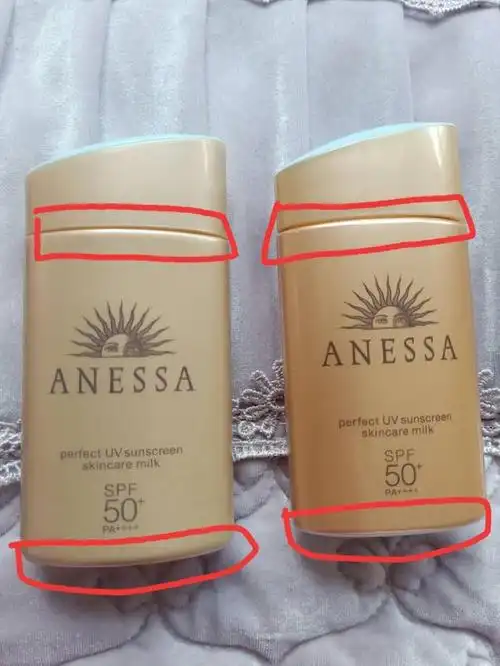 ANESSA
perfect UV sunscreen
skincare milk
SPF
50+
PA++++
ANESSA
perfect UV sunscreen
skincare milk
SPF
50+
PA++++